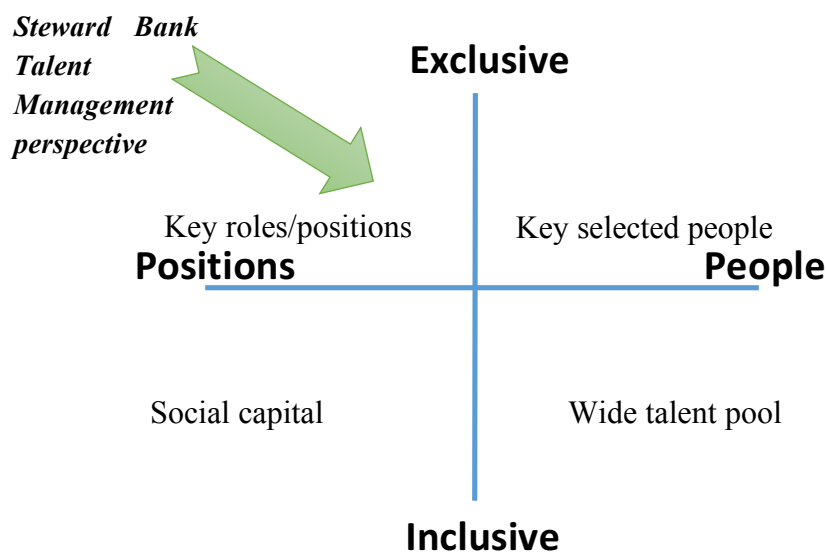 Steward Bank
Talent
Management
perspective
Exclusive
Key roles/positions
Key selected people
Positions
People
Social capital
Wide talent pool
Inclusive